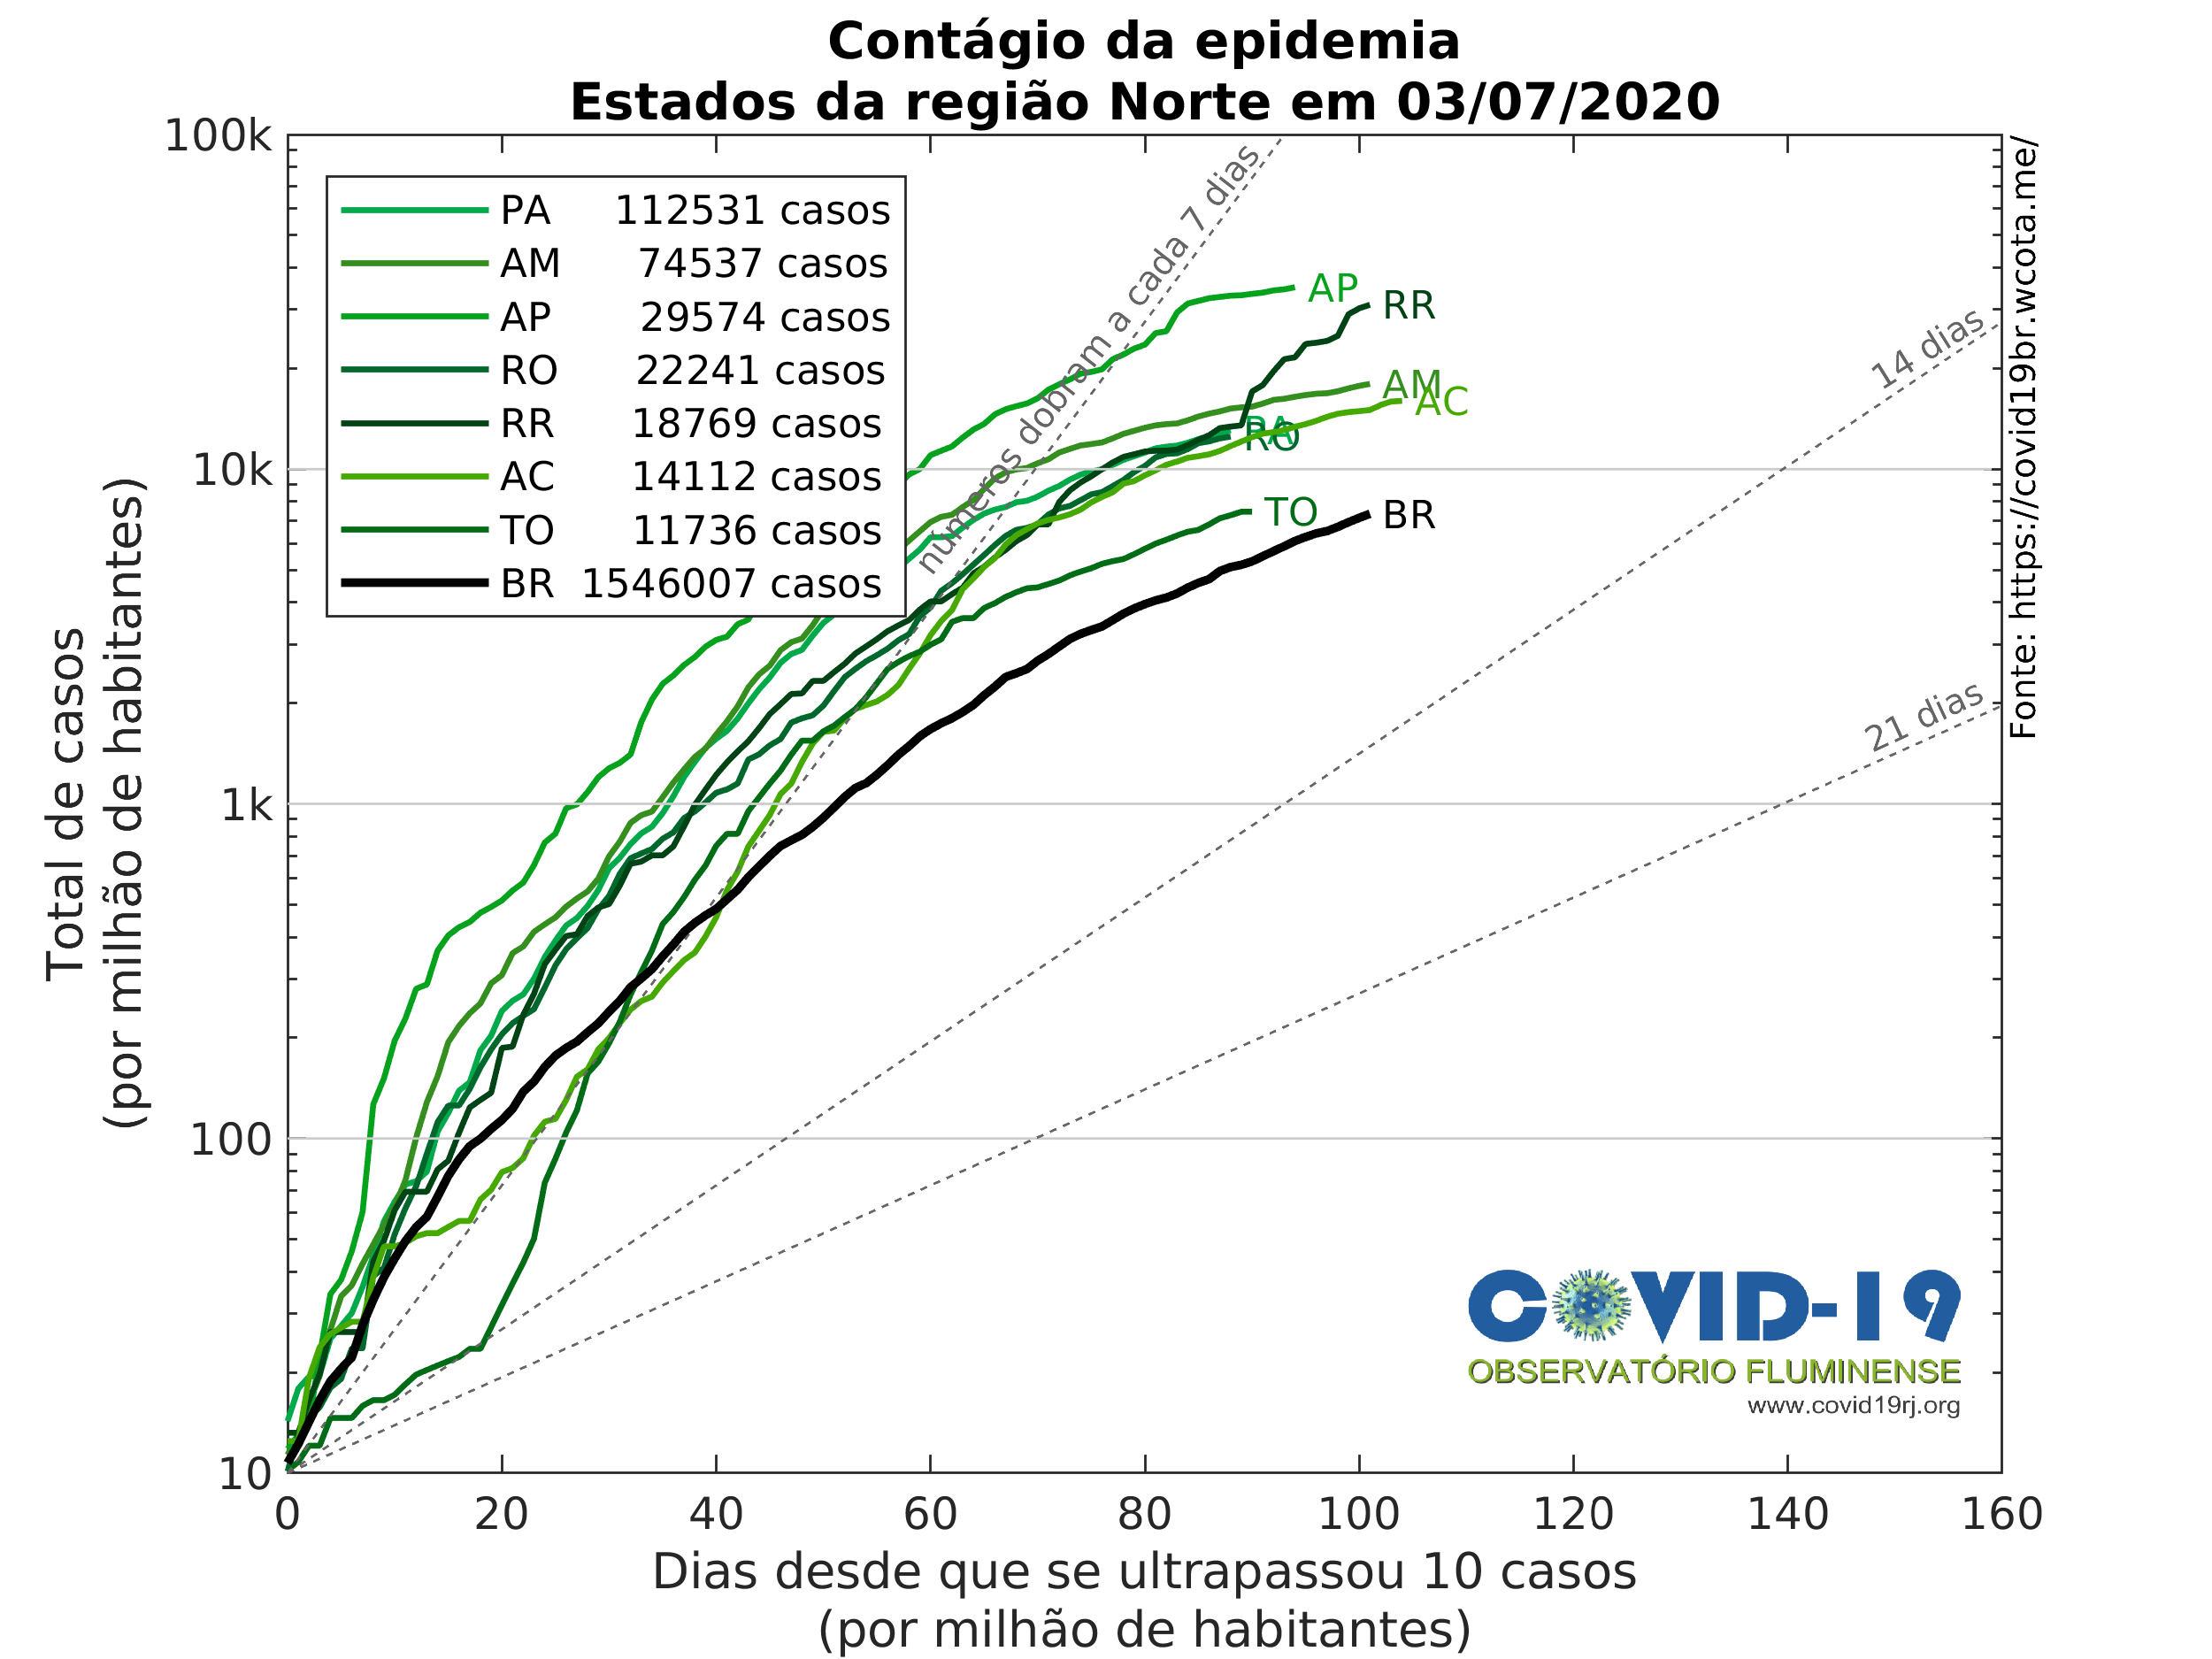 Contágio da epidemia
Estados da região Norte em 03/07/2020
100k
10k
1k
100
10
Total de casos
(por milhão de habitantes)
PA 112531 casos
AM 74537 casos
AP 29574 casos
RO 22241 casos
RR 18769 casos
AC 14112 casos
TO 11736 casos
BR 1546007 casos
números dobram a cada 7 dias
14 dias
21 dias
AP
RR
AM
AC
PA
RO
TO
BR
Fonte: https://covid19br.wcota.me/
COVID-19
OBSERVATÓRIO FLUMINENSE
www.covid19rj.org
0 20 40 60 80 100 120 140 160
Dias desde que se ultrapassou 10 casos
(por milhão de habitantes)